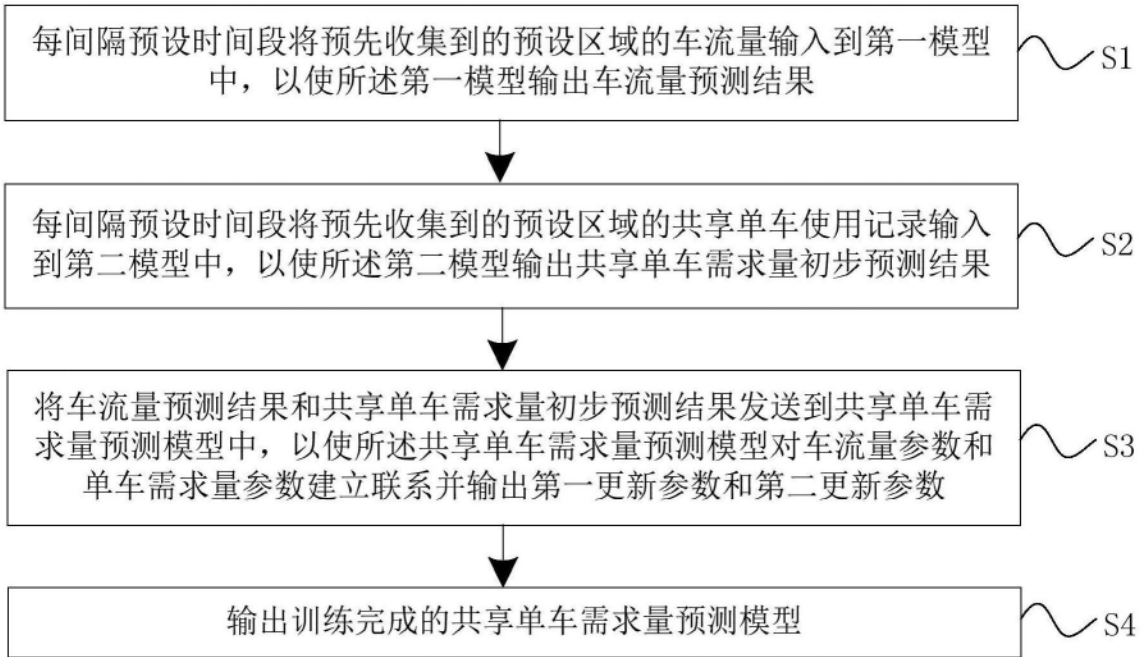 每间隔预设时间段将预先收集到的预设区域的车流量输入到第一模型
中，以使所述第一模型输出车流量预测结果
S1
每间隔预设时间段将预先收集到的预设区域的共享单车使用记录输入
到第二模型中，以使所述第二模型输出共享单车需求量初步预测结果
S2
将车流量预测结果和共享单车需求量初步预测结果发送到共享单车需
求量预测模型中，以使所述共享单车需求量预测模型对车流量参数和
单车需求量参数建立联系并输出第一更新参数和第二更新参数
S3
输出训练完成的共享单车需求量预测模型
S4